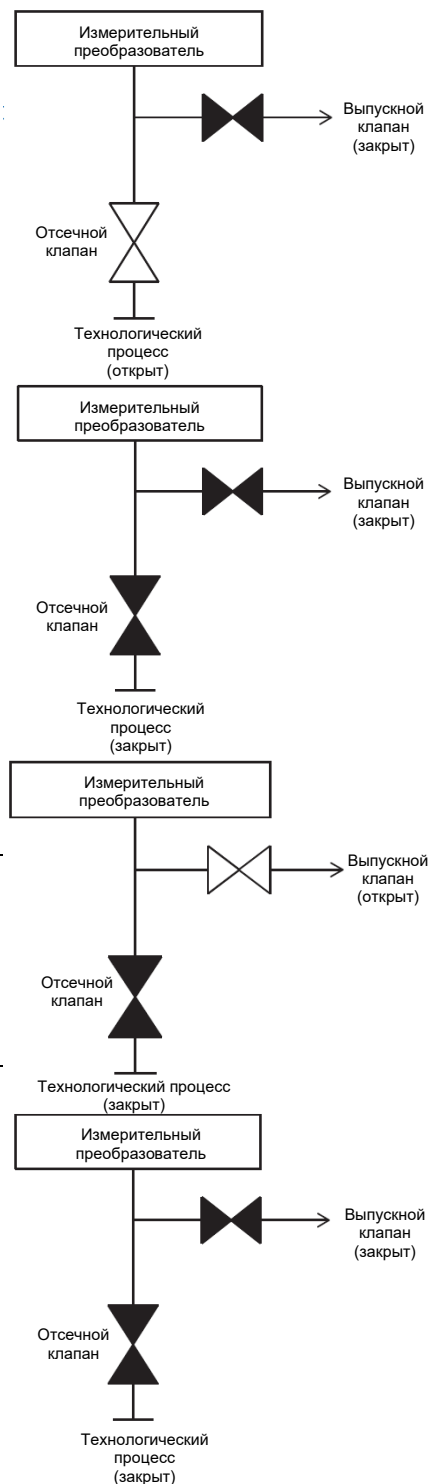 Измерительный
преобразователь
Выпускной
клапан
(закрыт)
Отсечной
клапан
Технологический
процесс
(открыт)
Измерительный
преобразователь
Выпускной
клапан
(закрыт)
Отсечной
клапан
Технологический
процесс
(закрыт)
Измерительный
преобразователь
Выпускной
клапан
(открыт)
Отсечной
клапан
Технологический процесс
(закрыт)
Измерительный
преобразователь
Выпускной
клапан
(закрыт)
Отсечной
клапан
Технологический
процесс
(закрыт)